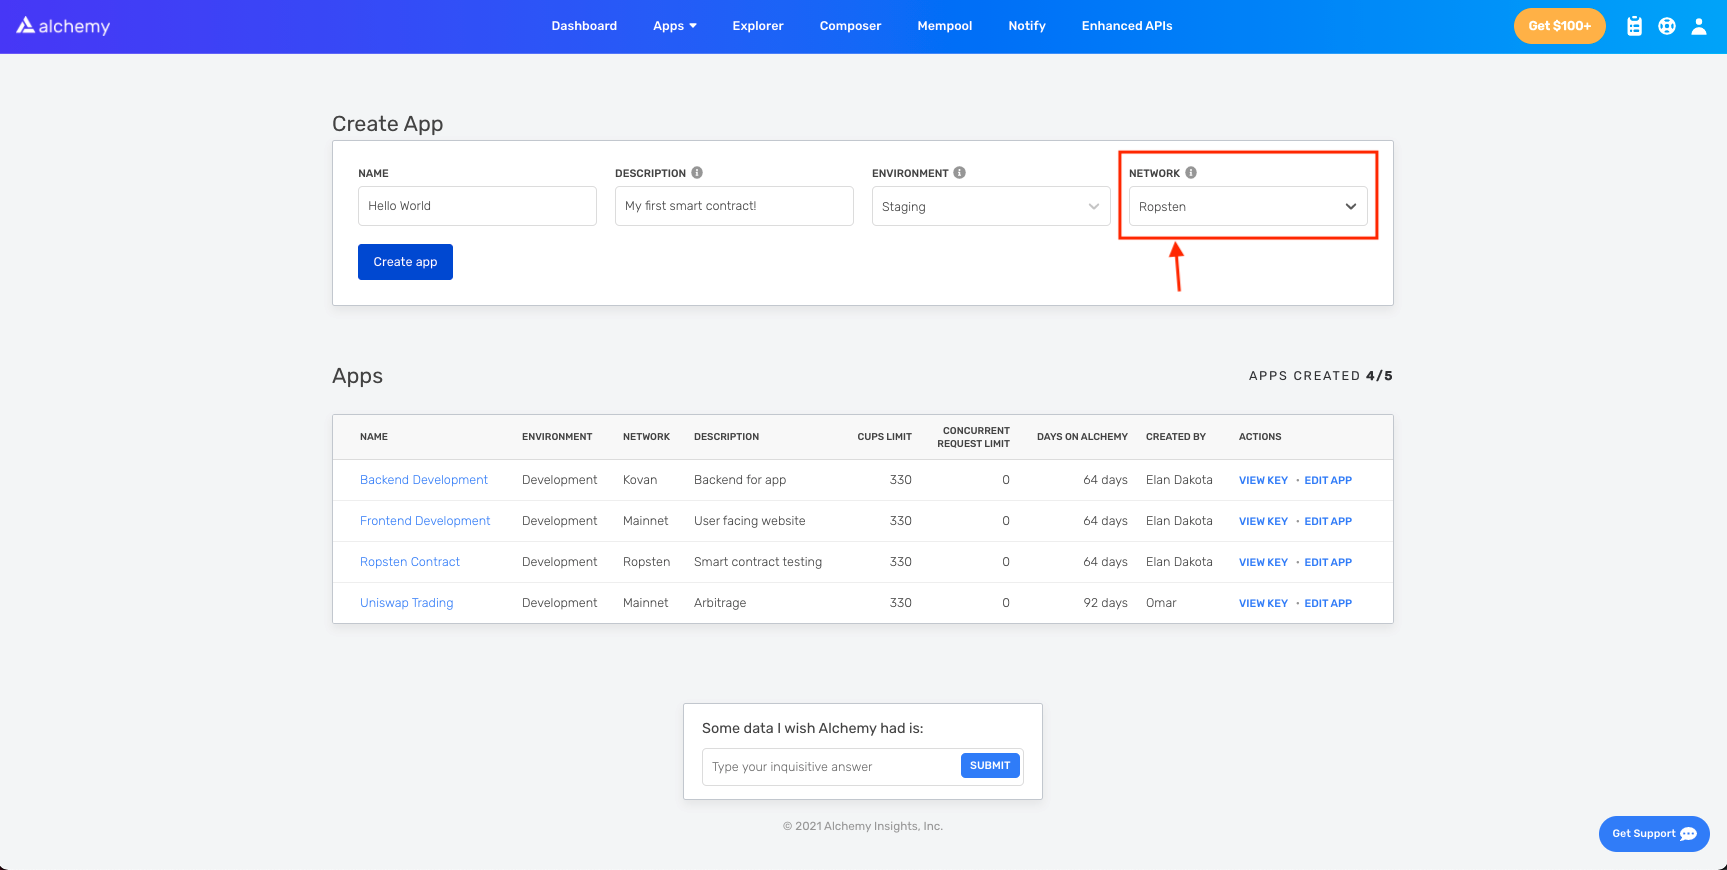 alchemy
Dashboard Apps Explorer Composer Mempool Notify Enhanced APIs Get $100+
Create App
NAME DESCRIPTION ENVIRONMENT NETWORK
Hello World My first smart contract! Staging Ropsten
Create app
Apps APPS CREATED 4/5
NAME ENVIRONMENT NETWORK DESCRIPTION CUPS LIMIT CONCURRENT REQUEST LIMIT DAYS ON ALCHEMY CREATED BY ACTIONS
Backend Development Development Kovan Backend for app 330 0 64 days Elan Dakota VIEW KEY • EDIT APP
Frontend Development Development Mainnet User facing website 330 0 64 days Elan Dakota VIEW KEY • EDIT APP
Ropsten Contract Development Ropsten Smart contract testing 330 0 64 days Elan Dakota VIEW KEY • EDIT APP
Uniswap Trading Development Mainnet Arbitrage 330 0 92 days Omar VIEW KEY • EDIT APP
Some data I wish Alchemy had is:
Type your inquisitive answer SUBMIT
© 2021 Alchemy Insights, Inc.
Get Support